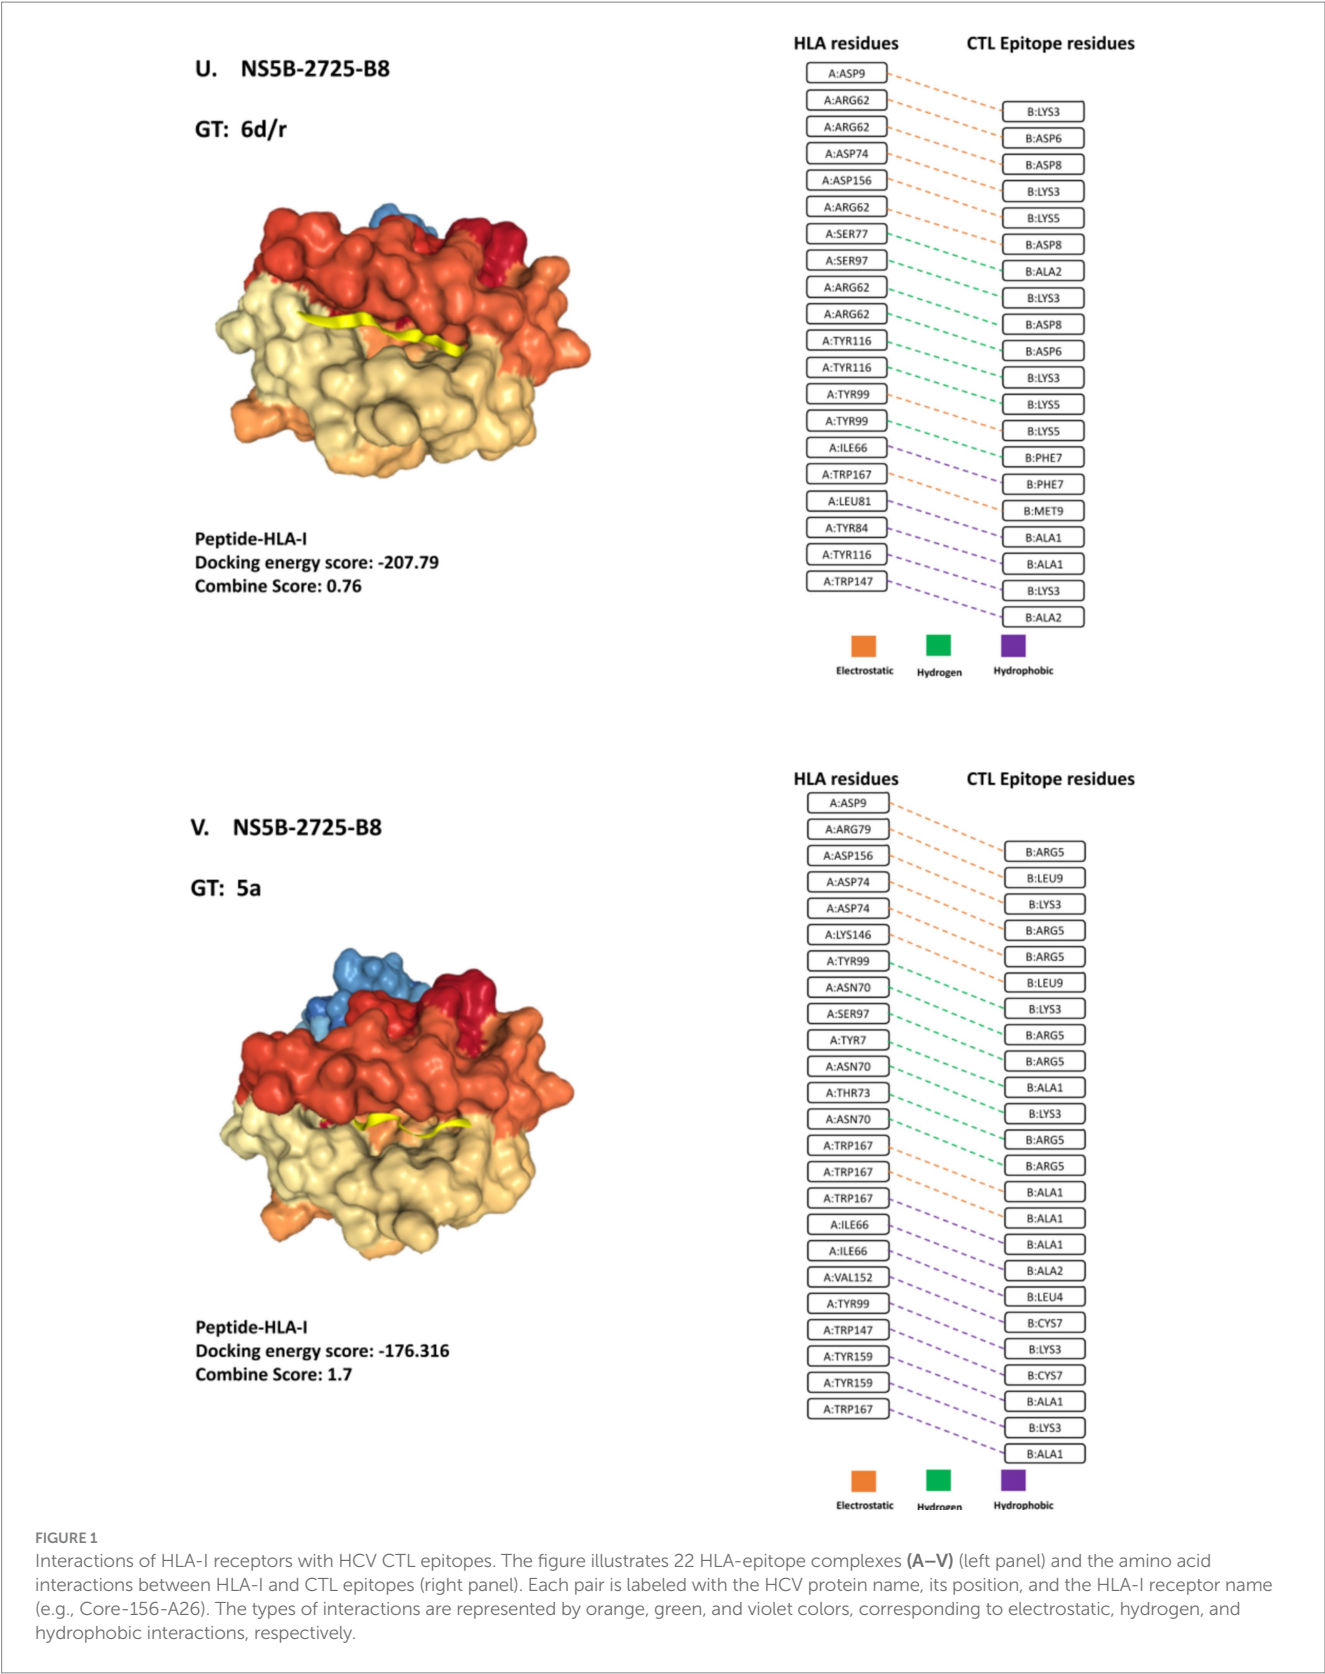 U. NS5B-2725-B8
GT: 6d/r
Peptide-HLA-I
Docking energy score: -207.79
Combine Score: 0.76
HLA residues CTL Epitope residues
A:ASP9
A:ARG62
A:ARG62
A:ASP74
A:ASP156
A:ARG62
A:SER77
A:SER97
A:ARG62
A:ARG62
A:TYR116
A:TYR116
A:TYR99
A:TYR99
A:ILE66
A:TRP167
A:LEU81
A:TYR84
A:TYR116
A:TRP147
B:LYS3
B:ASP6
B:ASP8
B:LYS3
B:LYS5
B:ASP8
B:ALA2
B:LYS3
B:ASP8
B:ASP6
B:LYS3
B:LYS5
B:LYS5
B:PHE7
B:PHE7
B:MET9
B:ALA1
B:ALA1
B:LYS3
B:ALA2
Electrostatic Hydrogen Hydrophobic
V. NS5B-2725-B8
GT: 5a
Peptide-HLA-I
Docking energy score: -176.316
Combine Score: 1.7
HLA residues CTL Epitope residues
A:ASP9
A:ARG79
A:ASP156
A:ASP74
A:ASP74
A:LYS146
A:TYR99
A:ASN70
A:SER97
A:TYR7
A:ASN70
A:THR73
A:ASN70
A:TRP167
A:TRP167
A:TRP167
A:ILE66
A:ILE66
A:VAL152
A:TYR99
A:TRP147
A:TYR159
A:TYR159
A:TRP167
B:ARG5
B:LEU9
B:LYS3
B:ARG5
B:ARG5
B:LEU9
B:LYS3
B:ARG5
B:ARG5
B:ALA1
B:LYS3
B:ARG5
B:ARG5
B:ALA1
B:ALA1
B:ALA1
B:ALA2
B:LEU4
B:CYS7
B:LYS3
B:CYS7
B:ALA1
B:LYS3
B:ALA1
Electrostatic Hydrogen Hydrophobic
FIGURE 1
Interactions of HLA-I receptors with HCV CTL epitopes. The figure illustrates 22 HLA-epitope complexes (A–V) (left panel) and the amino acid
interactions between HLA-I and CTL epitopes (right panel). Each pair is labeled with the HCV protein name, its position, and the HLA-I receptor name
(e.g., Core-156-A26). The types of interactions are represented by orange, green, and violet colors, corresponding to electrostatic, hydrogen, and
hydrophobic interactions, respectively.